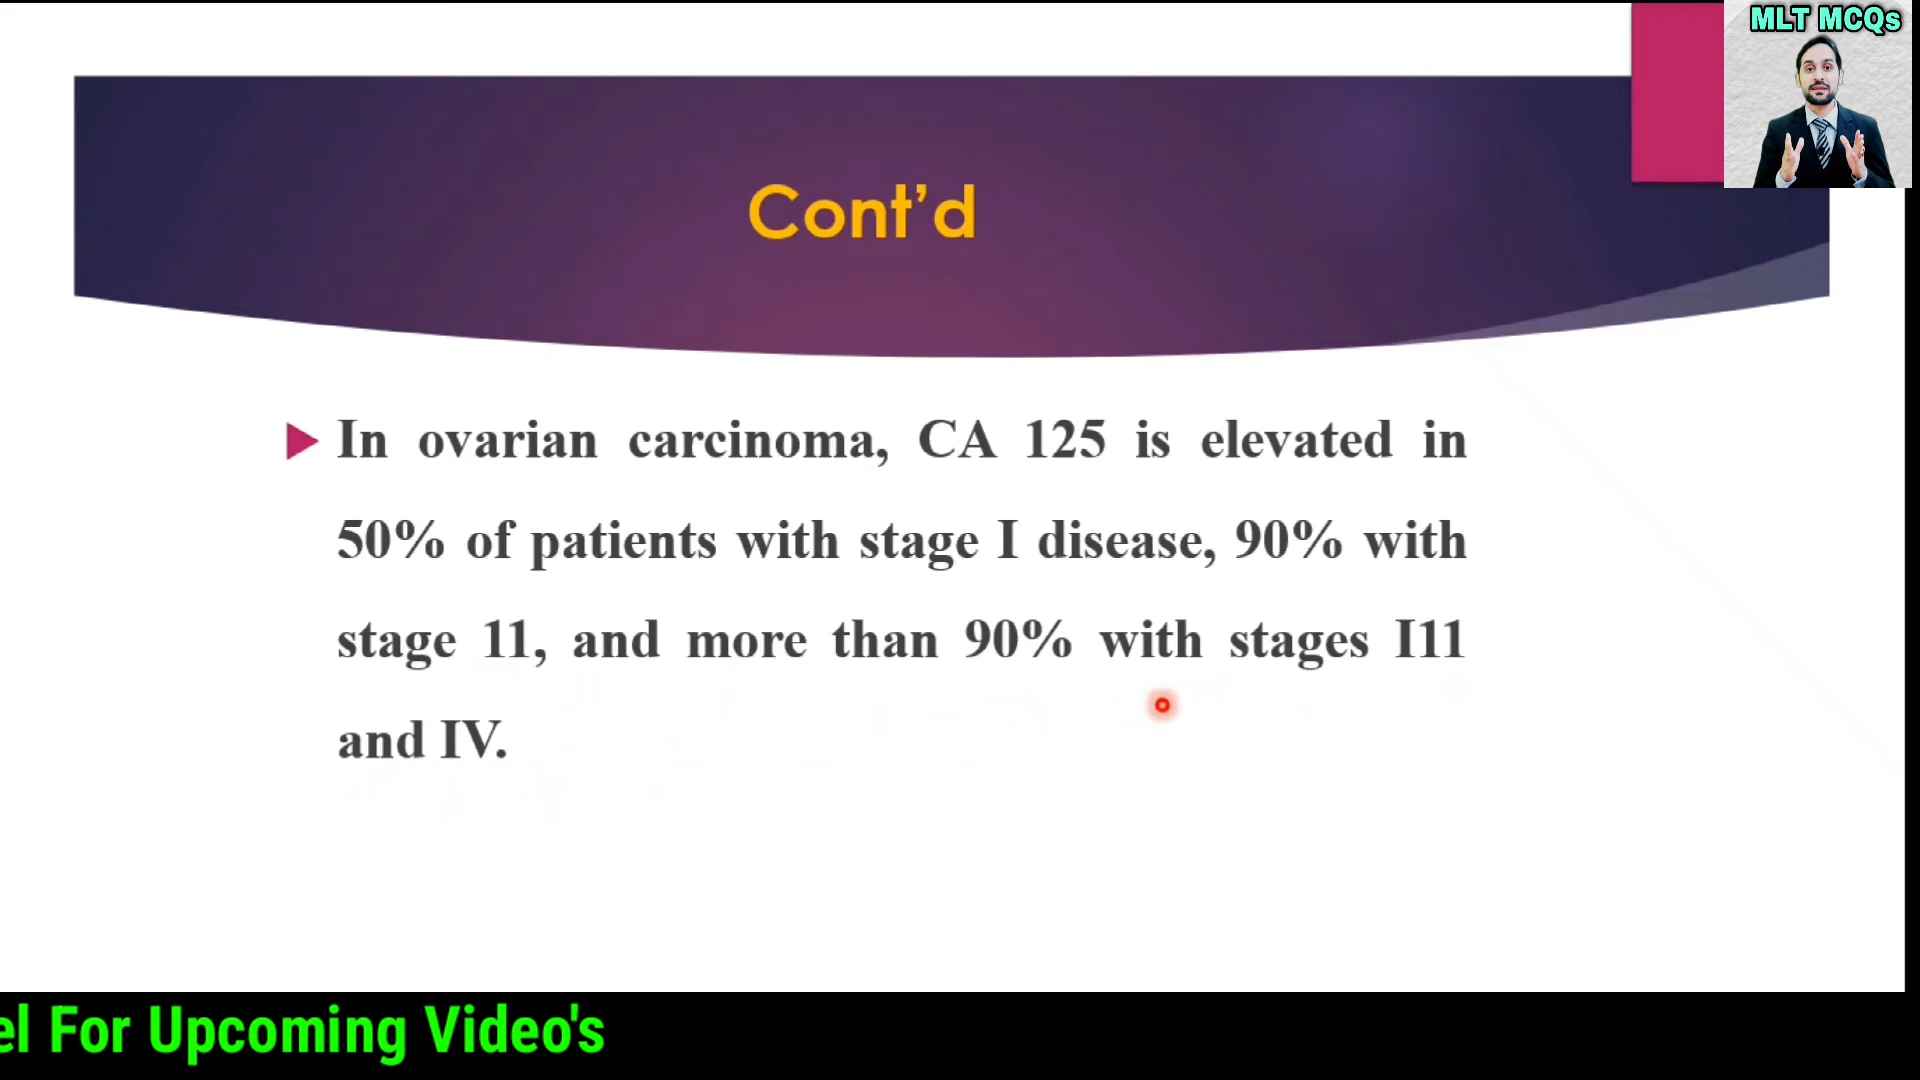 MLT MCQs
Cont’d
In ovarian carcinoma, CA 125 is elevated in
50% of patients with stage I disease, 90% with
stage 11, and more than 90% with stages I11
and IV.
el For Upcoming Video's